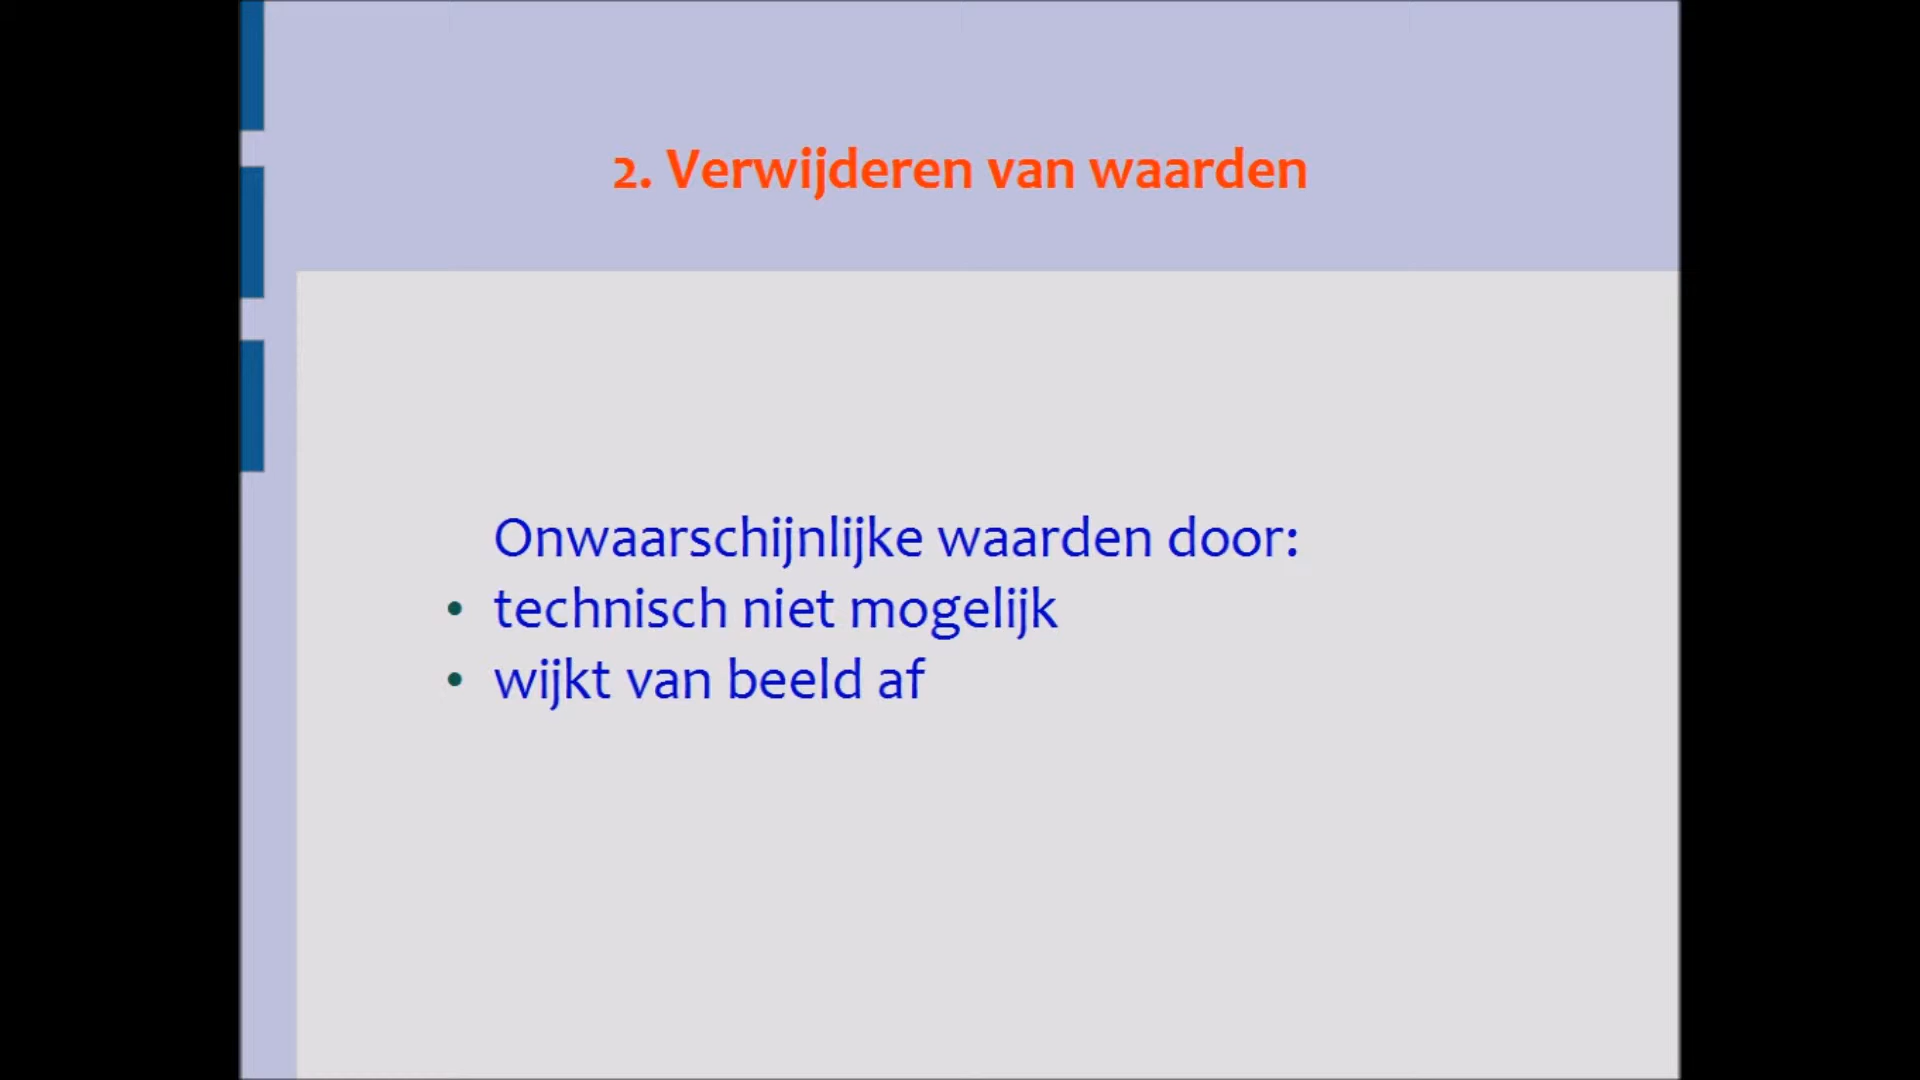 2. Verwijderen van waarden
Onwaarschijnlijke waarden door:
• technisch niet mogelijk
• wijkt van beeld af